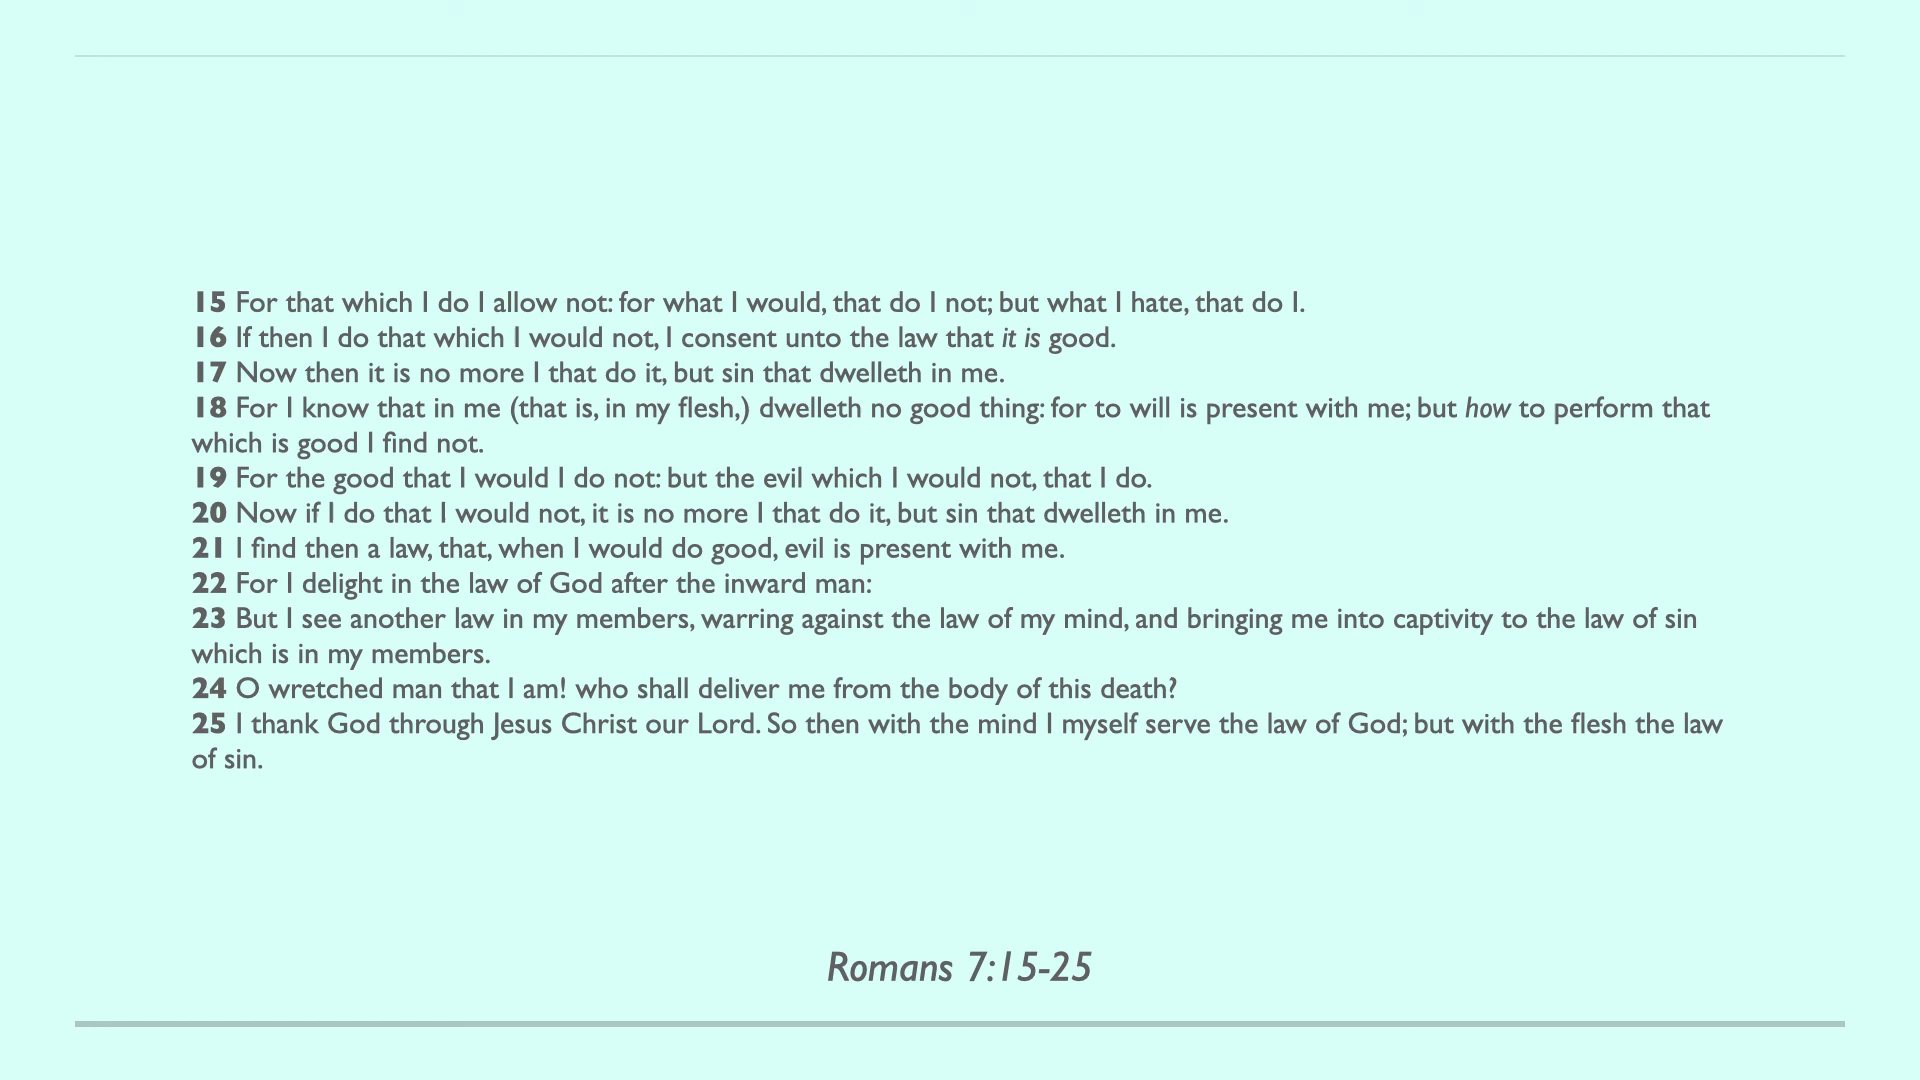 15 For that which I do I allow not: for what I would, that do I not; but what I hate, that do I.
16 If then I do that which I would not, I consent unto the law that it is good.
17 Now then it is no more I that do it, but sin that dwelleth in me.
18 For I know that in me (that is, in my flesh,) dwelleth no good thing: for to will is present with me; but how to perform that
which is good I find not.
19 For the good that I would I do not: but the evil which I would not, that I do.
20 Now if I do that I would not, it is no more I that do it, but sin that dwelleth in me.
21 I find then a law, that, when I would do good, evil is present with me.
22 For I delight in the law of God after the inward man:
23 But I see another law in my members, warring against the law of my mind, and bringing me into captivity to the law of sin
which is in my members.
24 O wretched man that I am! who shall deliver me from the body of this death?
25 I thank God through Jesus Christ our Lord. So then with the mind I myself serve the law of God; but with the flesh the law
of sin.
Romans 7:15-25